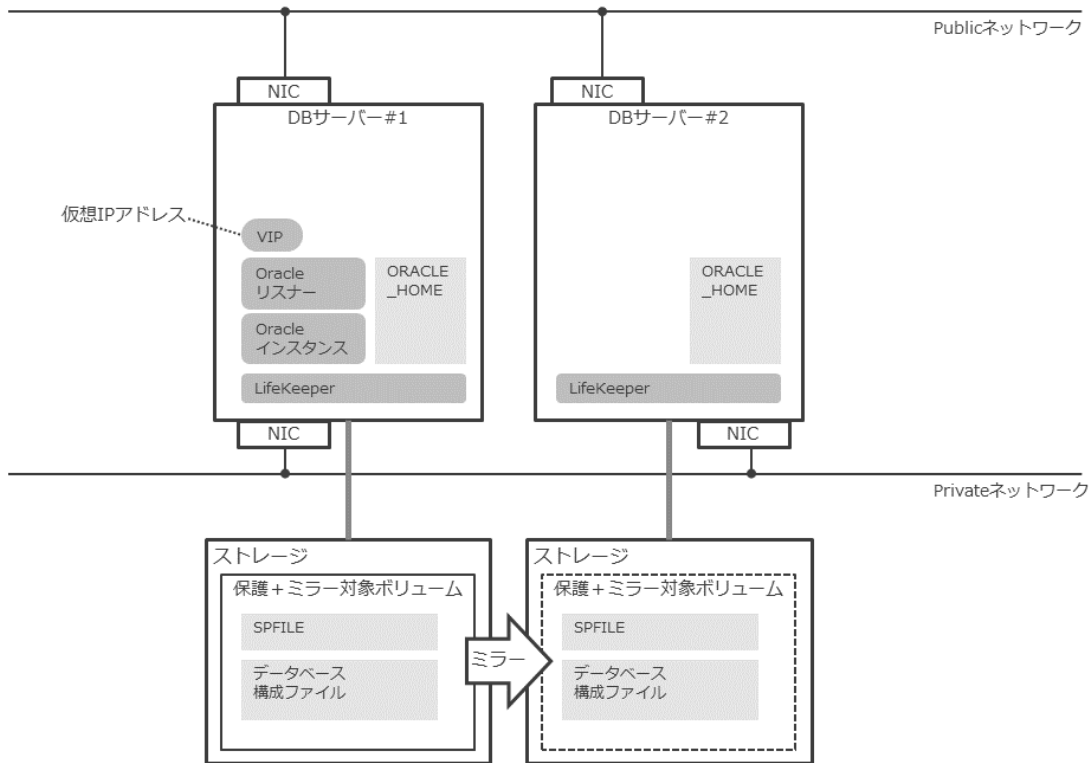 Publicネットワーク
NIC
NIC
DBサーバー#1
DBサーバー#2
仮想IPアドレス
VIP
Oracle
リスナー
ORACLE
_HOME
ORACLE
_HOME
Oracle
インスタンス
LifeKeeper
LifeKeeper
NIC
NIC
Privateネットワーク
ストレージ
ストレージ
保護+ミラー対象ボリューム
保護+ミラー対象ボリューム
SPFILE
SPFILE
ミラー
データベース
構成ファイル
データベース
構成ファイル